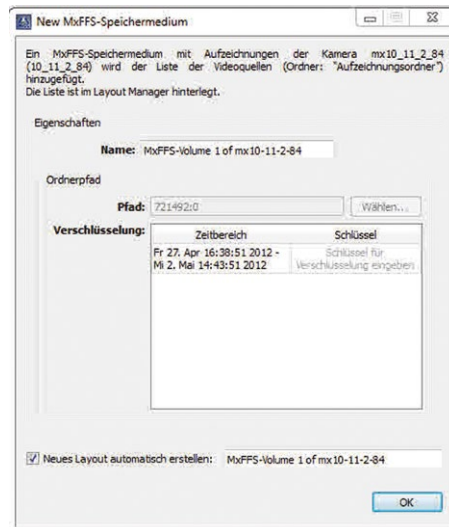 New MxFFS-Speichermedium
Ein MxFFS-Speichermedium mit Aufzeichnungen der Kamera mx10_11_2_84
(10_11_2_84) wird der Liste der Videoquellen (Ordner: "Aufzeichnungsordner")
hinzugefügt.
Die Liste ist im Layout Manager hinterlegt.
Eigenschaften
Name: MxFFS-Volume 1 of mx10-11-2-84
Ordnerpfad
Pfad: 721492:0 Wählen...
Verschlüsselung: Zeitbereich Schlüssel
Fr 27. Apr 16:38:51 2012 - Schlüssel für
Mi 2. Mai 14:43:51 2012 Verschlüsselung eingeben
Neues Layout automatisch erstellen: MxFFS-Volume 1 of mx10-11-2-84
OK